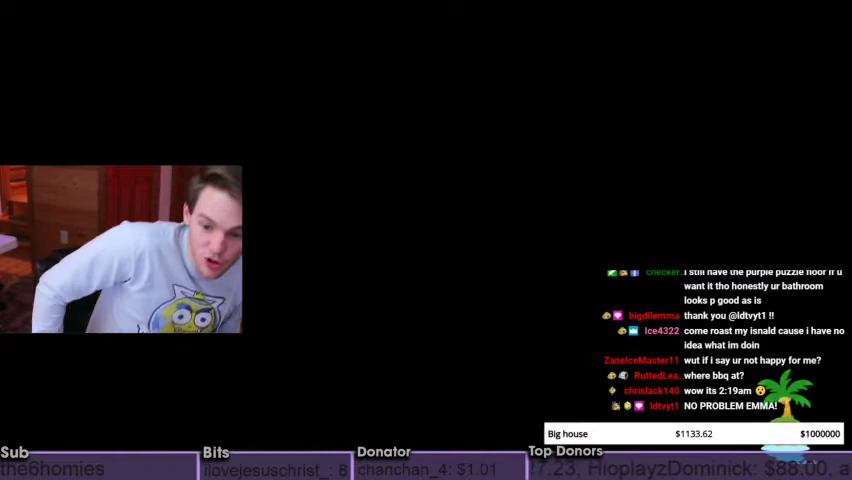 checker. i still have the purple puzzle floor if u
want it tho honestly ur bathroom
looks p good as is
bigdilemma thank you @ldtvyt1 !!
Ice4322 come roast my isnald cause i have no
idea what im doin
ZaneIceMaster11 wut if i say ur not happy for me?
RuttedLea.. where bbq at?
chrislack140 wow its 2:19am 😮
ldtvyt1 NO PROBLEM EMMA!
Big house $1133.62 $1000000
Sub Bits Donator Top Donors
the6homies ilovejesuschrist_: 8 chanchan_4: $1.01 7.23, RioplayzDominick: $88.00, a